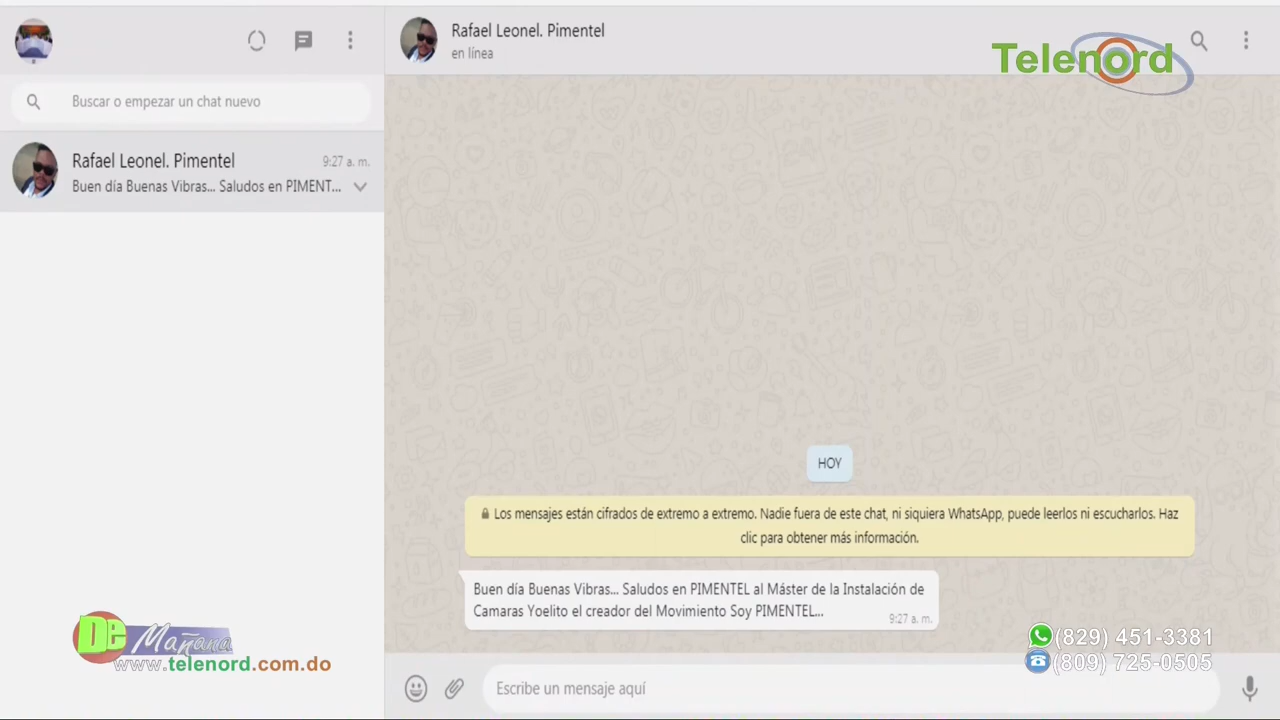 Rafael Leonel. Pimentel
en línea
Telenord
Buscar o empezar un chat nuevo
Rafael Leonel. Pimentel
9:27 a. m.
Buen día Buenas Vibras... Saludos en PIMENT...
HOY
Los mensajes están cifrados de extremo a extremo. Nadie fuera de este chat, ni siquiera WhatsApp, puede leerlos ni escucharlos. Haz
clic para obtener más información.
Buen día Buenas Vibras... Saludos en PIMENTEL al Máster de la Instalación de
Camaras Yoelito el creador del Movimiento Soy PIMENTEL...
9:27 a. m.
De Mañana
www.telenord.com.do
(829) 451-3381
(809) 725-0505
Escribe un mensaje aquí